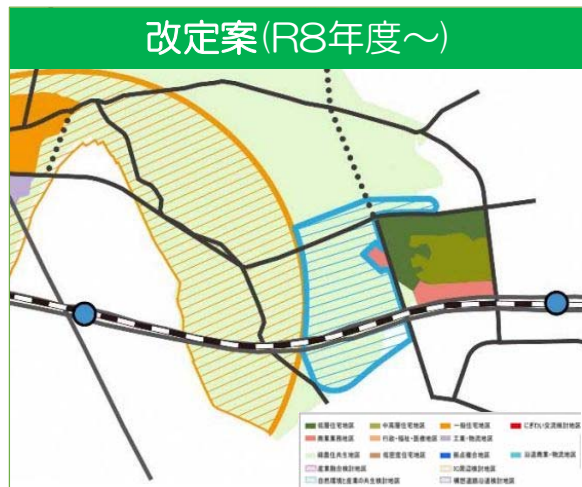 改定案(R8年度～)
低層住宅地区 中高層住宅地区 一般住宅地区 にぎわい交流検討地区
商業業務地区 行政・福祉・医療地区 工業・物流地区
緑農住共生地区 低密度住宅地区 拠点複合地区 沿道商業・物流地区
産業融合検討地区 IC周辺検討地区
自然環境と産業の共生検討地区 構想道路沿道検討地区